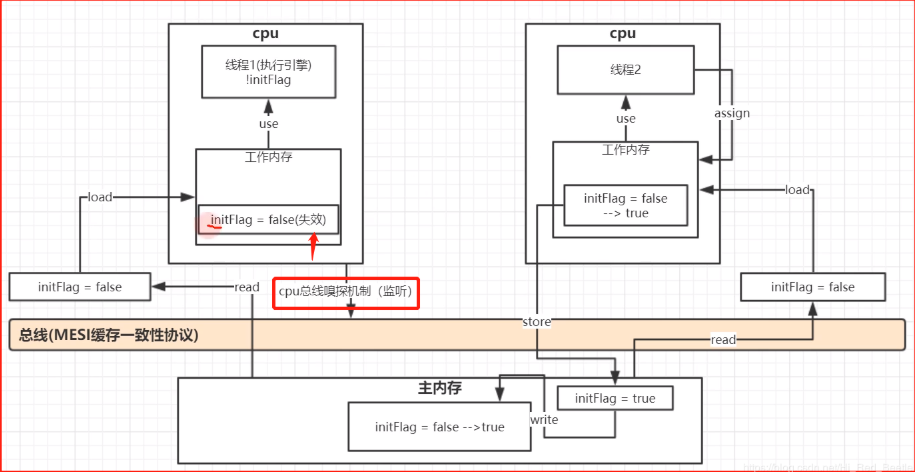 cpu
线程1(执行引擎)
!initFlag
use
工作内存
load
initFlag = false(失效)
initFlag = false
read
cpu总线嗅探机制（监听）
cpu
线程2
use
assign
工作内存
initFlag = false
--> true
load
initFlag = false
store
read
总线(MESI缓存一致性协议)
主内存
initFlag = true
write
initFlag = false -->true